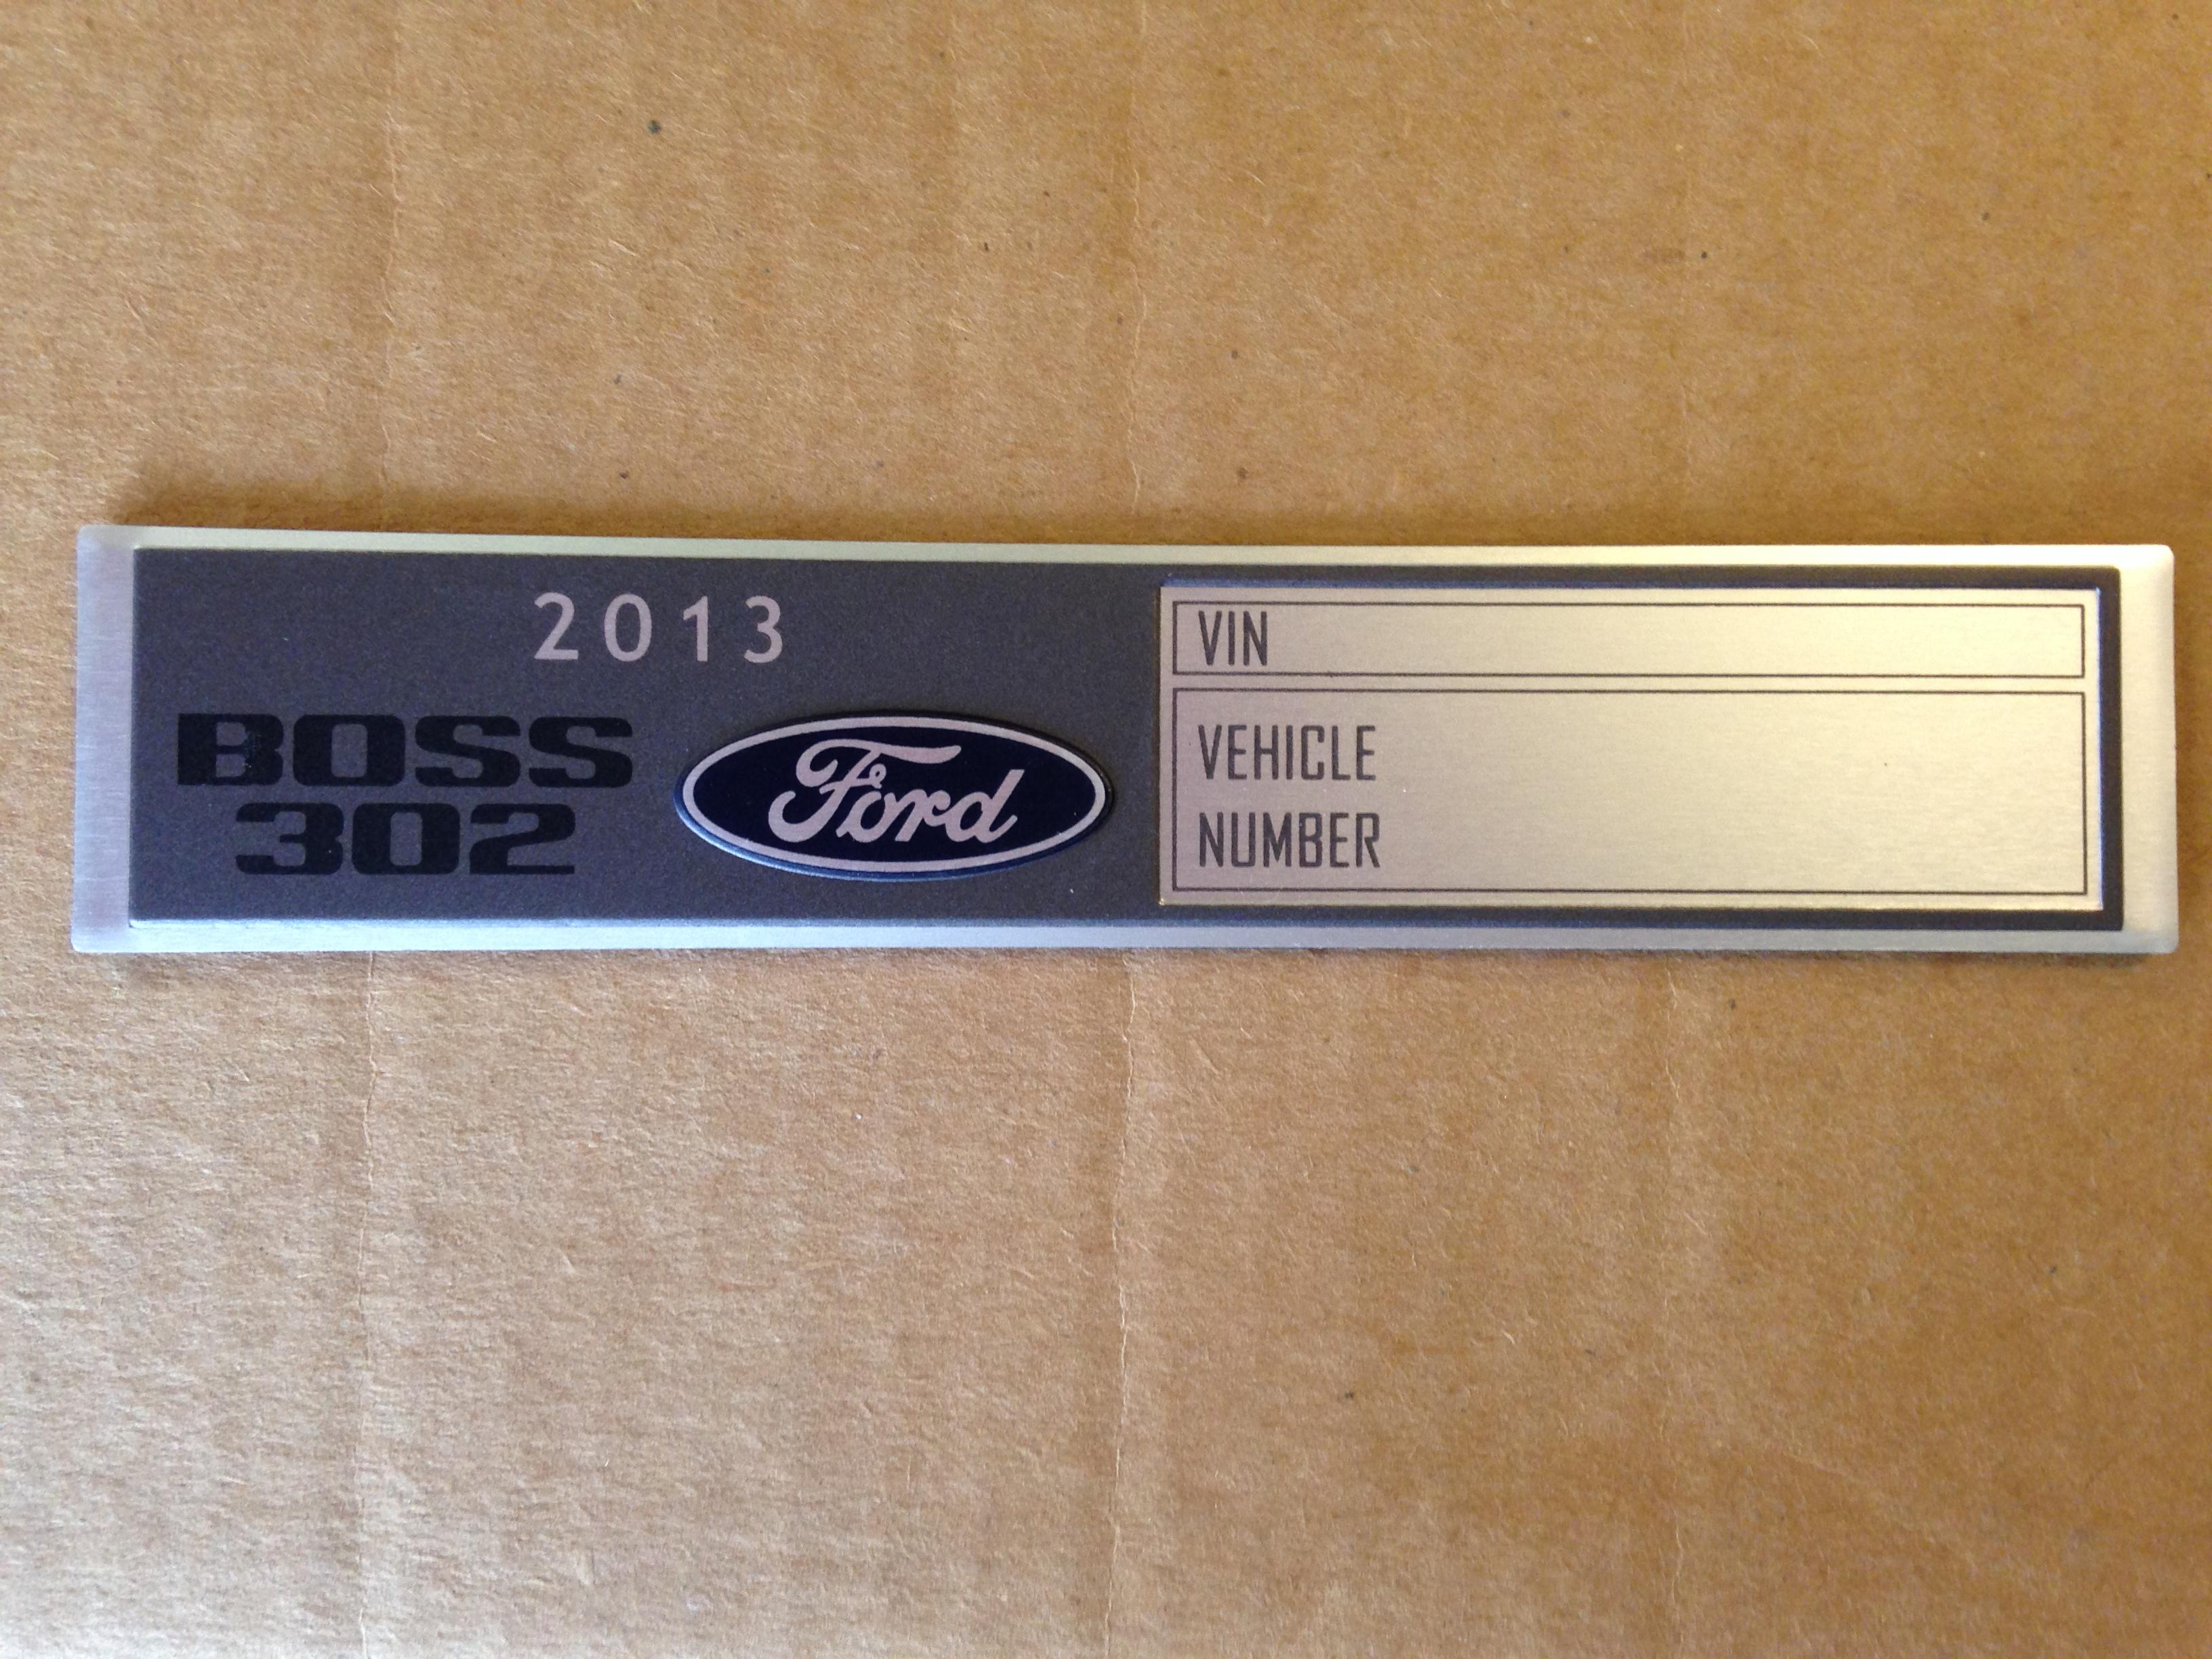 2013
BOSS
302
Ford
VIN
VEHICLE
NUMBER